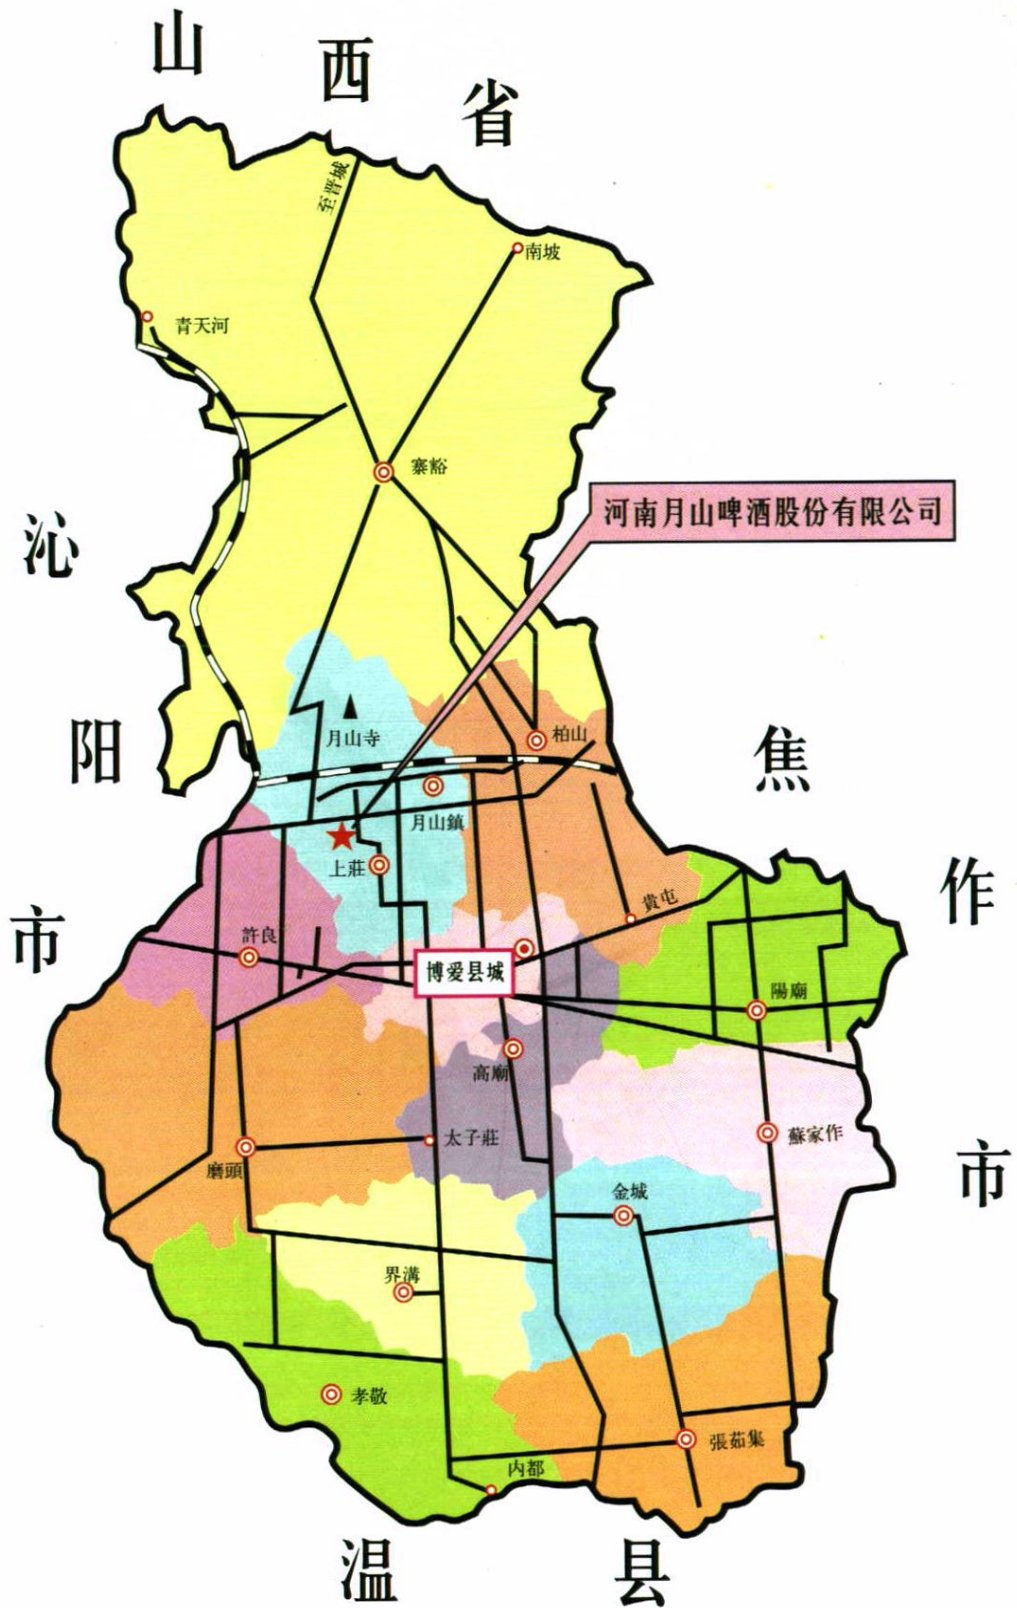 山西省
至晋城
南坡
青天河
寨豁
河南月山啤酒股份有限公司
沁阳市
月山寺
柏山
焦作市
月山鎮
上莊
貴屯
許良
博爱县城
陽廟
高廟
太子莊
蘇家作
磨頭
金城
界溝
孝敬
張茹集
内都
温县